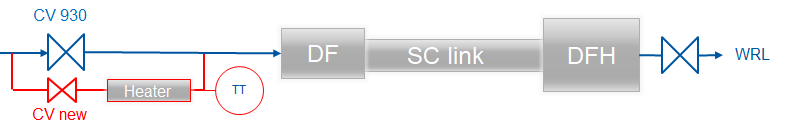 CV 930
DF
SC link
DFH
WRL
Heater
TT
CV new